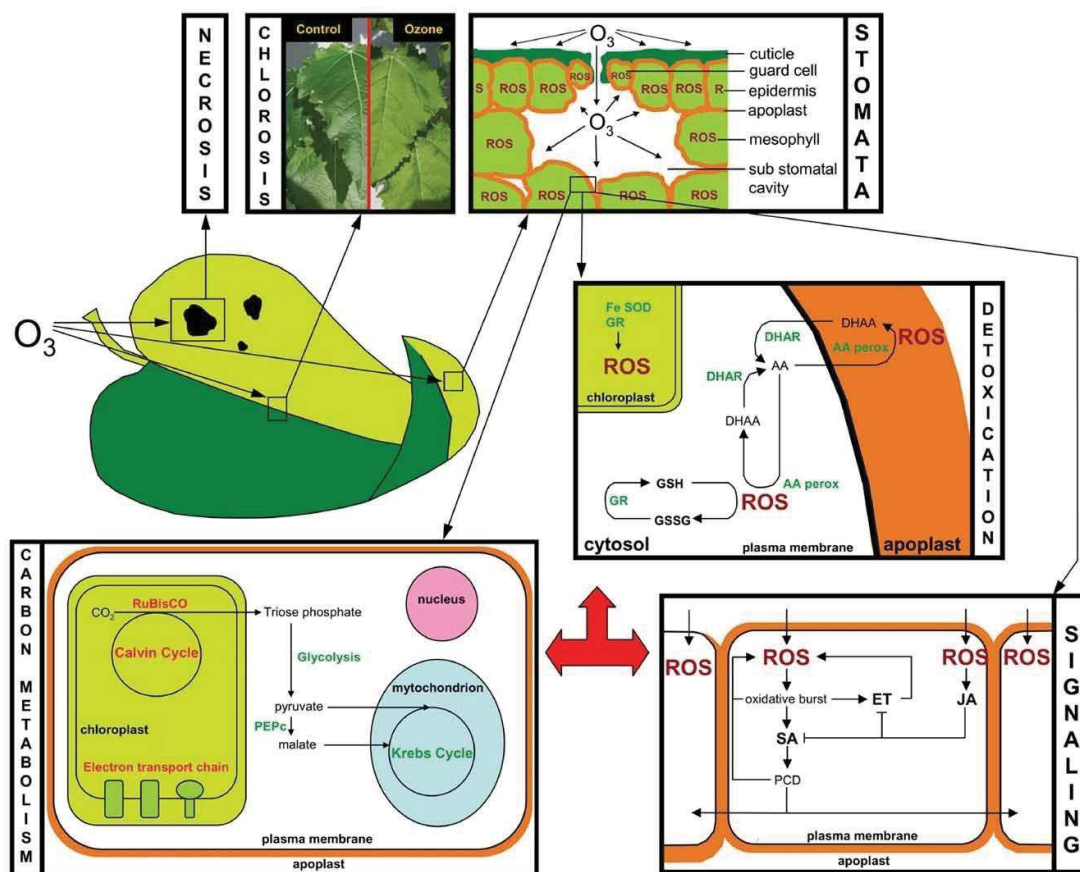 NECROSIS
CHLOROSIS
Control
Ozone
O3
O3
ROS
ROS
S
ROS
ROS
ROS
ROS
R
ROS
ROS
ROS
ROS
ROS
ROS
cuticle
guard cell
epidermis
apoplast
mesophyll
sub stomatal
cavity
STOMATA
O3
Fe SOD
GR
ROS
chloroplast
DHAA
ROS
DHAR
AA perox
DHAR
AA
DHAA
GSH
GR
GSSG
ROS
AA perox
cytosol
plasma membrane
apoplast
DETOXICATION
CARBON METABOLISM
CO2
RuBisCO
Calvin Cycle
chloroplast
Electron transport chain
Triose phosphate
Glycolysis
pyruvate
PEPc
malate
nucleus
mytochondrion
Krebs Cycle
plasma membrane
apoplast
ROS
ROS
ROS
ROS
oxidative burst
ET
JA
SA
PCD
plasma membrane
apoplast
SIGNALING